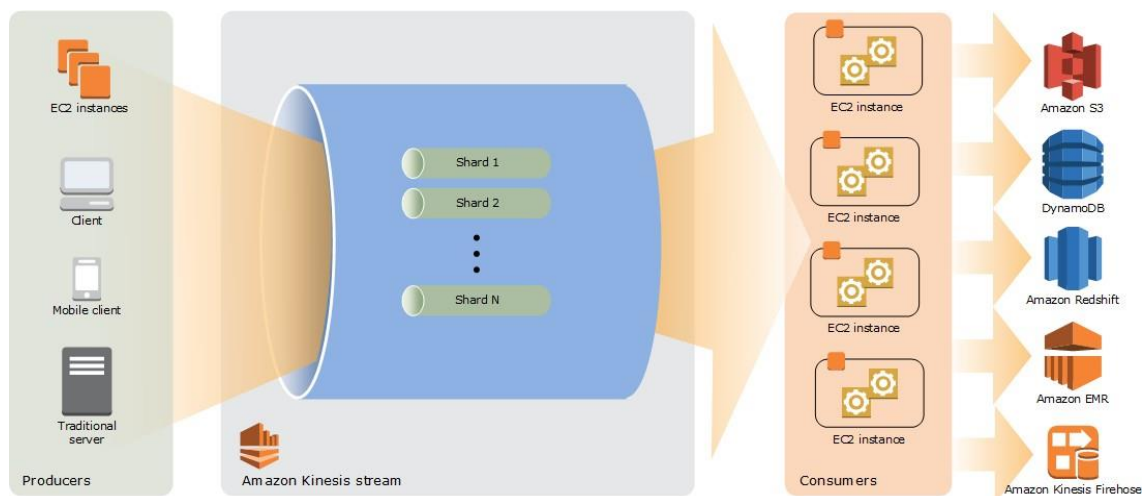 EC2 instances
Client
Mobile client
Traditional
server
Producers
Shard 1
Shard 2
Shard N
Amazon Kinesis stream
EC2 instance
EC2 instance
EC2 instance
EC2 instance
Consumers
Amazon S3
DynamoDB
Amazon Redshift
Amazon EMR
Amazon Kinesis Firehose